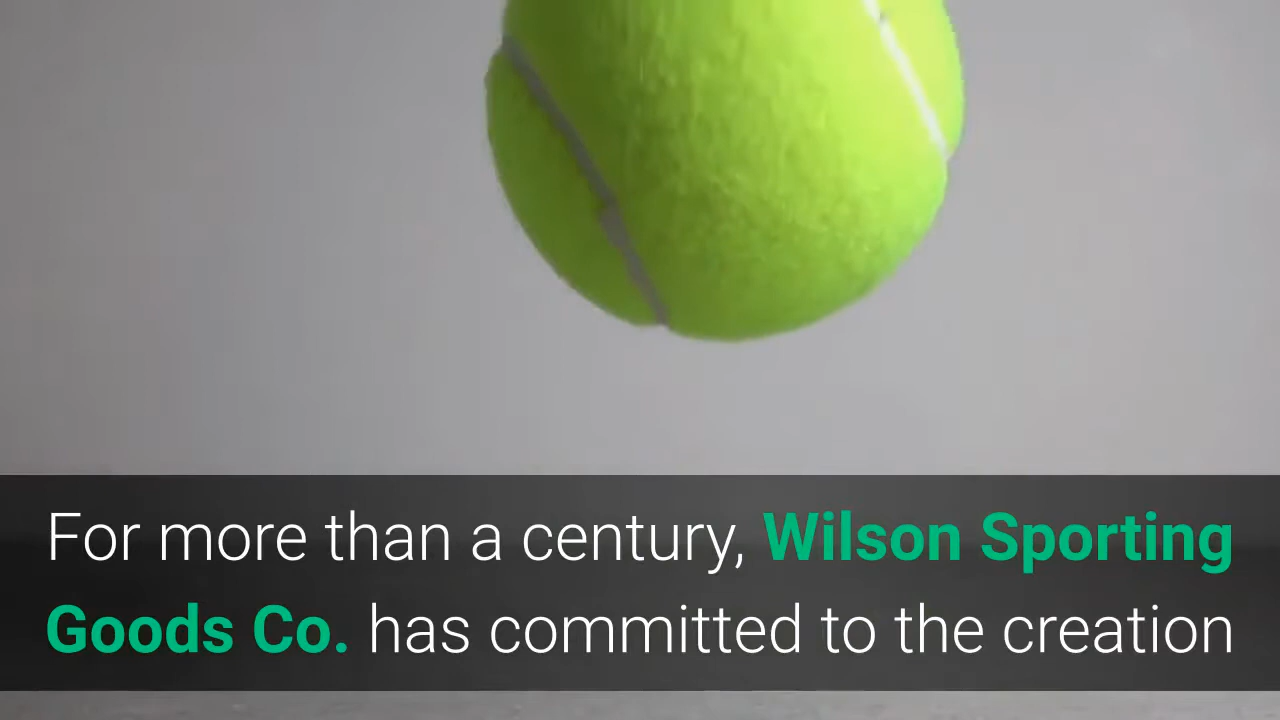 For more than a century, Wilson Sporting
Goods Co. has committed to the creation